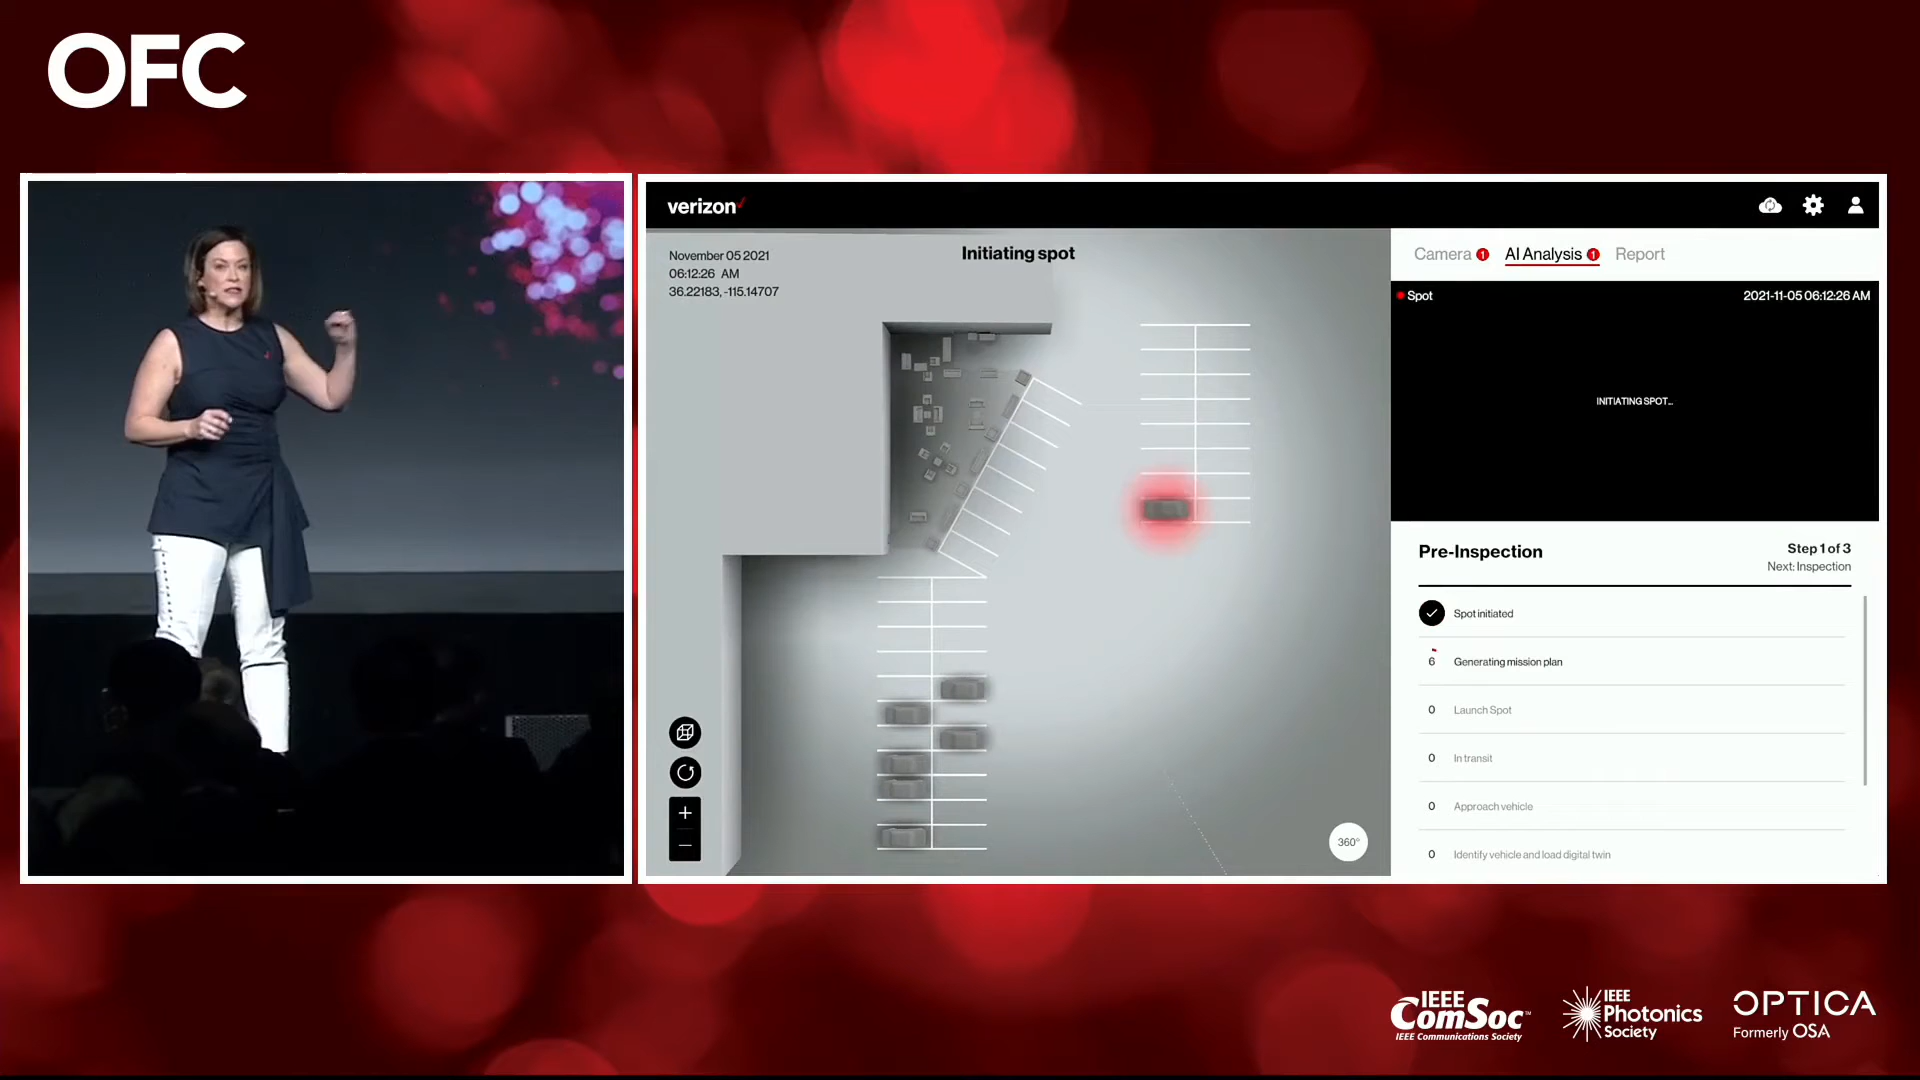 OFC
verizon
November 05 2021
06:12:26 AM
36.22183, -115.14707
Initiating spot
360°
Camera 1 AI Analysis 1 Report
Spot 2021-11-05 06:12:26 AM
INITIATING SPOT...
Pre-Inspection
Step 1 of 3
Next: Inspection
Spot initiated
6 Generating mission plan
0 Launch Spot
0 In transit
0 Approach vehicle
0 Identify vehicle and load digital twin
IEEE
ComSoc™
IEEE Communications Society
IEEE
Photonics
Society
OPTICA
Formerly OSA